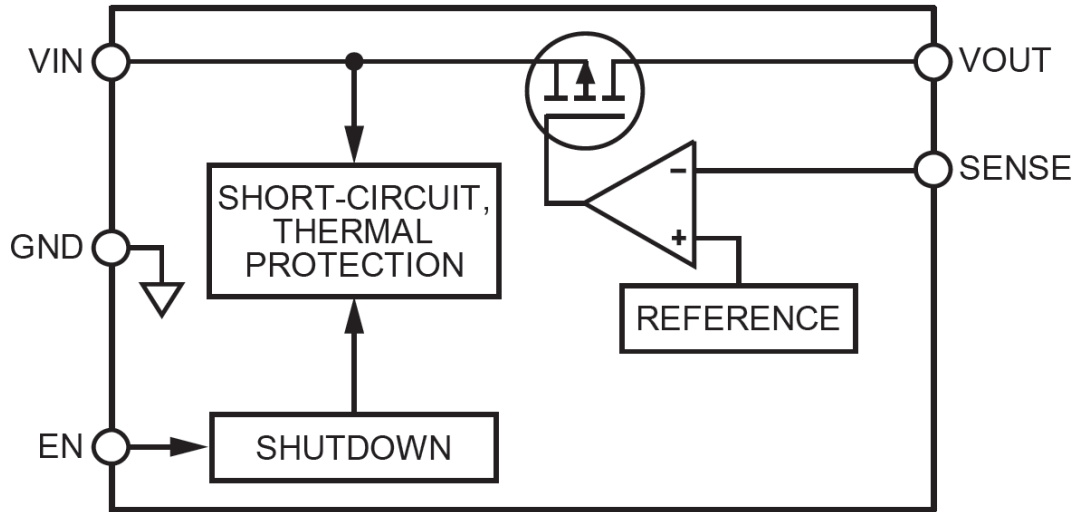 VIN
VOUT
SHORT-CIRCUIT,
THERMAL
PROTECTION
SENSE
GND
−
+
REFERENCE
EN
SHUTDOWN